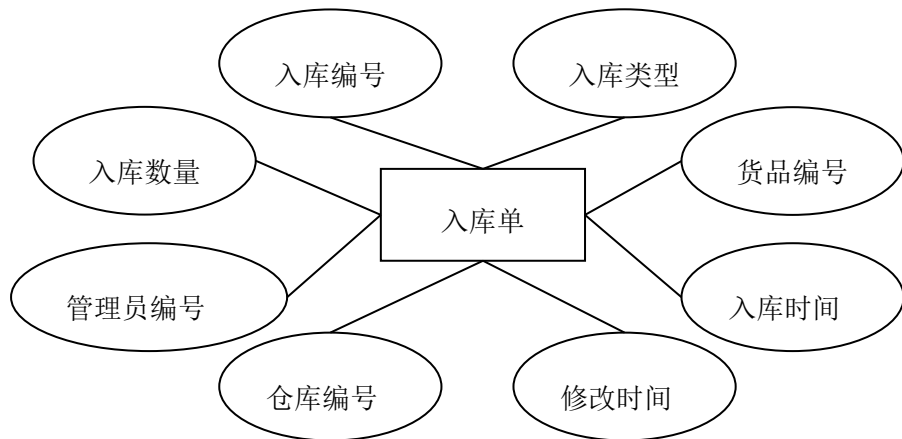 入库编号
入库类型
入库数量
货品编号
入库单
管理员编号
入库时间
仓库编号
修改时间